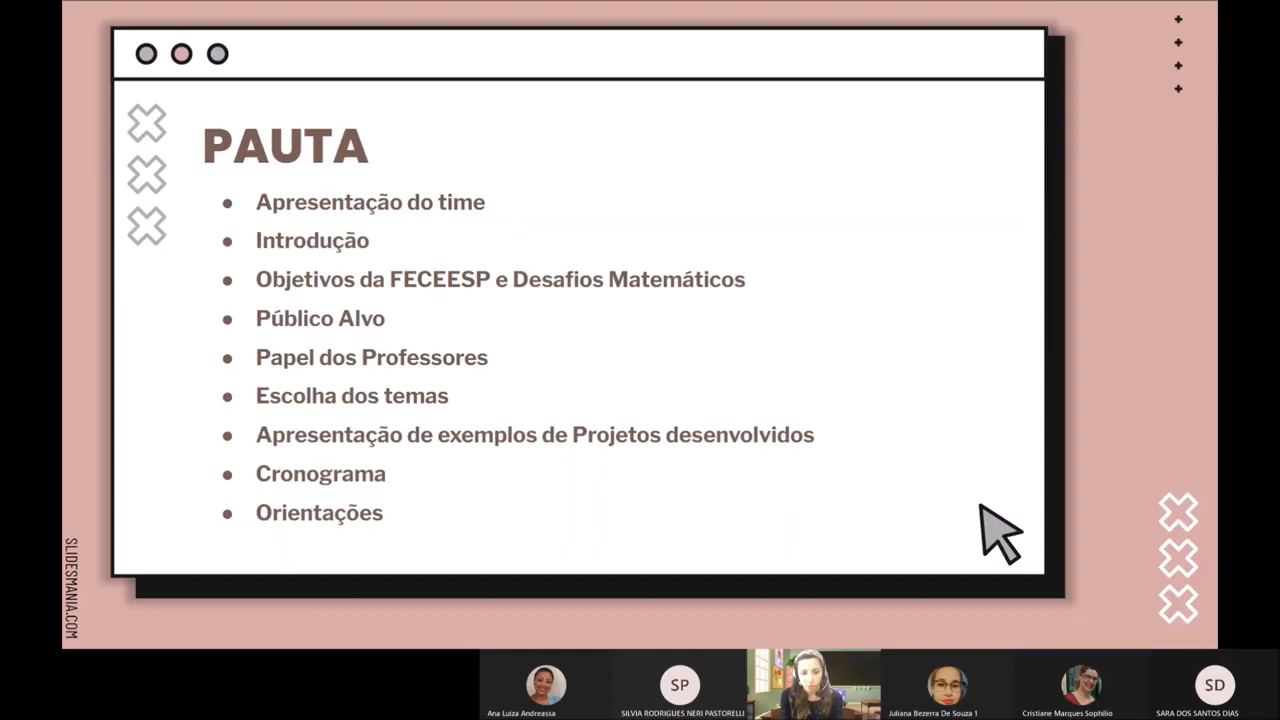 PAUTA
● Apresentação do time
● Introdução
● Objetivos da FECEESP e Desafios Matemáticos
● Público Alvo
● Papel dos Professores
● Escolha dos temas
● Apresentação de exemplos de Projetos desenvolvidos
● Cronograma
● Orientações
SLIDESMANIA.COM
SP
SD
Ana Luiza Andreassa
SILVIA RODRIGUES NERI PASTORELLI
Juliana Bezerra De Souza 1
Cristiane Marques Sophilio
SARA DOS SANTOS DIAS